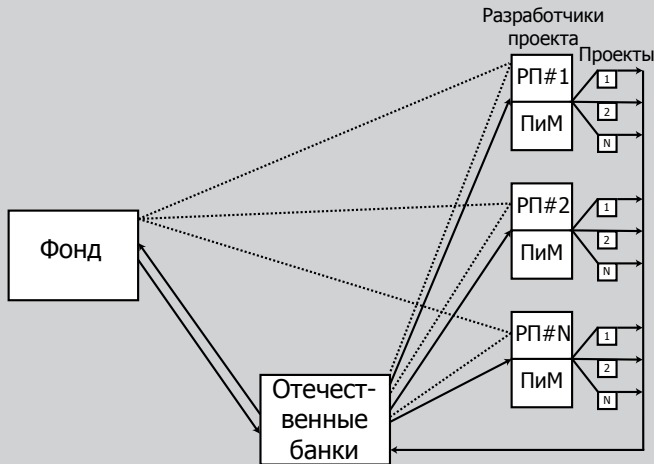 Разработчики
проекта
Проекты
РП#1
ПиМ
1
2
N
РП#2
ПиМ
1
2
N
Фонд
РП#N
ПиМ
1
2
N
Отечест-
венные
банки